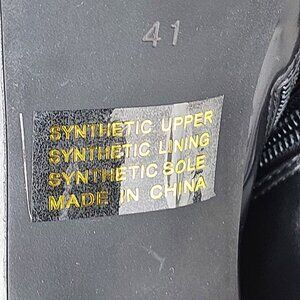 41
SYNTHETIC UPPER
SYNTHETIC LINING
SYNTHETIC SOLE
MADE IN CHINA